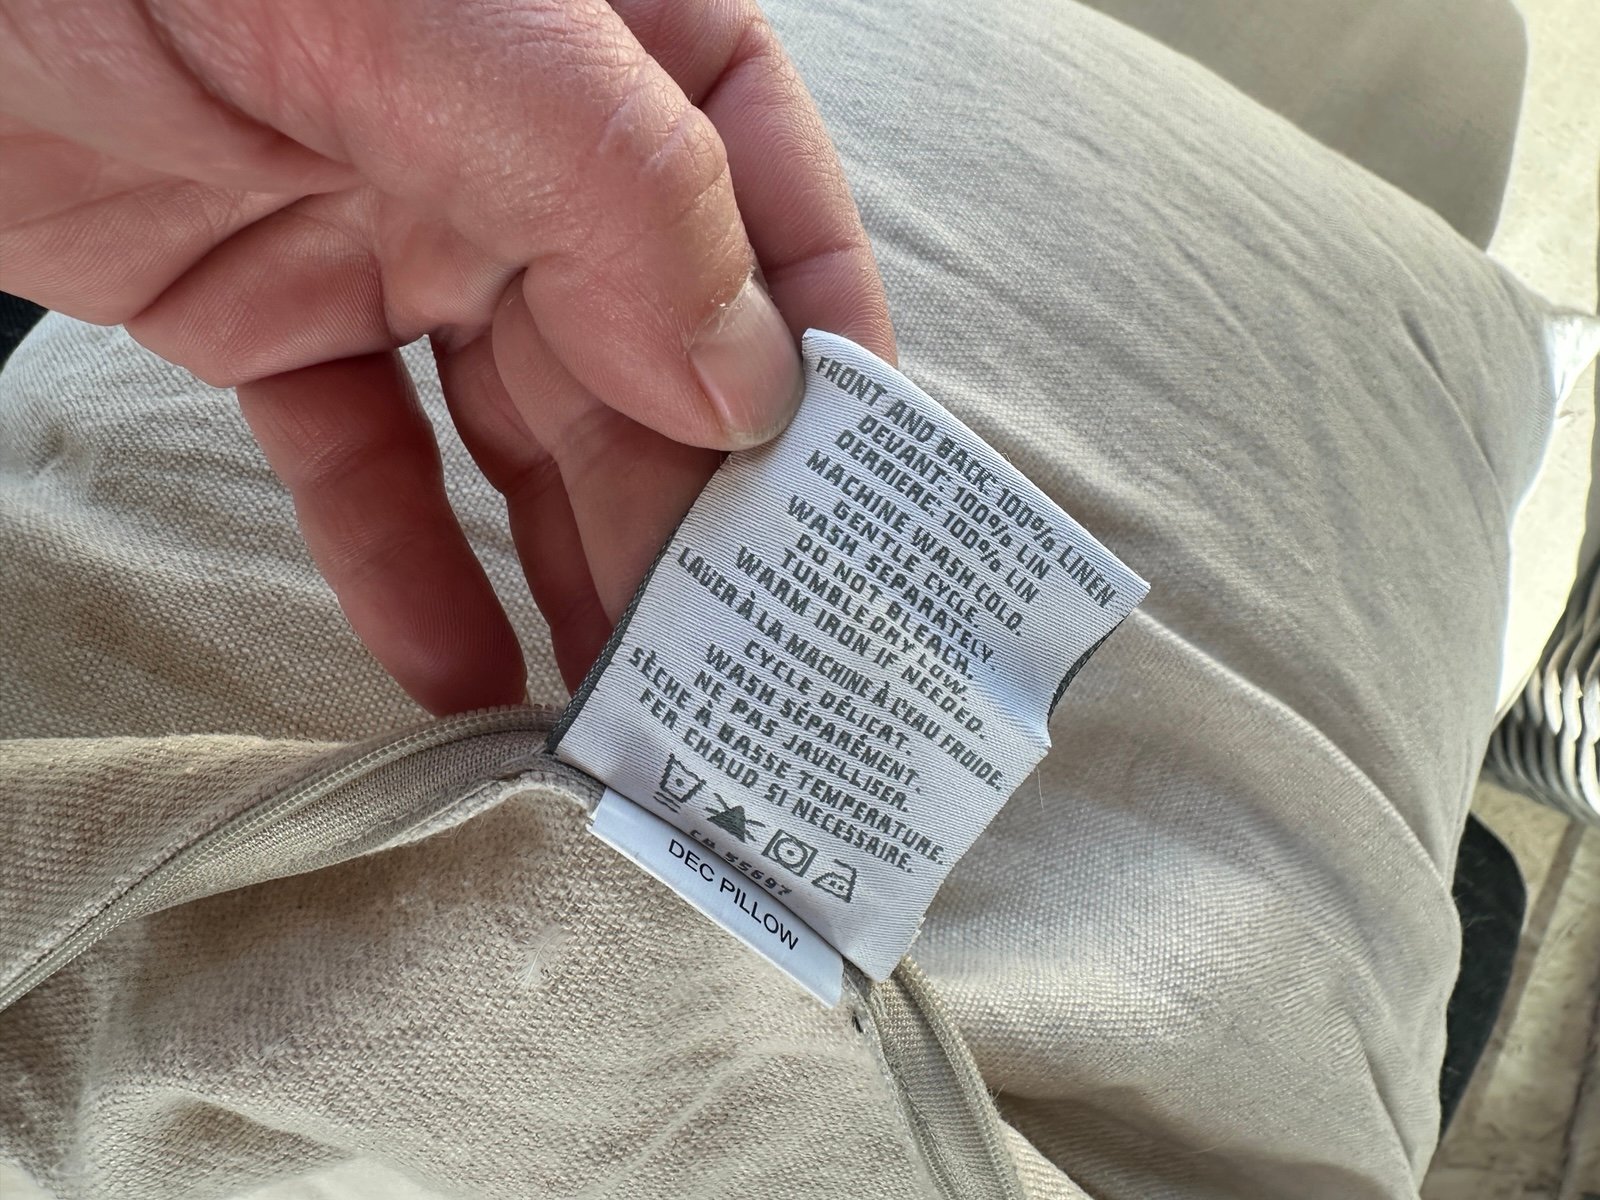 FRONT AND BACK: 100% LINEN
DEVANT: 100% LIN
DERRIERE: 100% LIN
MACHINE WASH COLD.
GENTLE CYCLE.
WASH SEPARATELY.
DO NOT BLEACH.
TUMBLE DRY LOW.
WARM IRON IF NEEDED.
LAVER À LA MACHINE À L'EAU FROIDE.
CYCLE DÉLICAT.
WASH SÉPARÉMENT.
NE PAS JAVELLISER.
SÈCHE À BASSE TEMPERATURE.
FER CHAUD SI NECESSAIRE.
CA 55697
DEC PILLOW